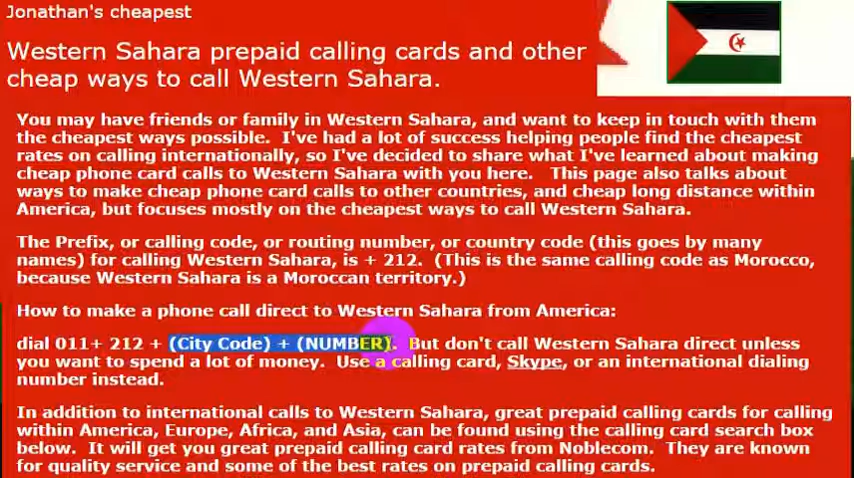 Jonathan's cheapest
Western Sahara prepaid calling cards and other
cheap ways to call Western Sahara.
You may have friends or family in Western Sahara, and want to keep in touch with them
the cheapest ways possible.  I've had a lot of success helping people find the cheapest
rates on calling internationally, so I've decided to share what I've learned about making
cheap phone card calls to Western Sahara with you here.   This page also talks about
ways to make cheap phone card calls to other countries, and cheap long distance within
America, but focuses mostly on the cheapest ways to call Western Sahara.
The Prefix, or calling code, or routing number, or country code (this goes by many
names) for calling Western Sahara, is + 212.  (This is the same calling code as Morocco,
because Western Sahara is a Moroccan territory.)
How to make a phone call direct to Western Sahara from America:
dial 011+ 212 + (City Code) + (NUMBER).  But don't call Western Sahara direct unless
you want to spend a lot of money.  Use a calling card, Skype, or an international dialing
number instead.
In addition to international calls to Western Sahara, great prepaid calling cards for calling
within America, Europe, Africa, and Asia, can be found using the calling card search box
below.  It will get you great prepaid calling card rates from Noblecom.  They are known
for quality service and some of the best rates on prepaid calling cards.